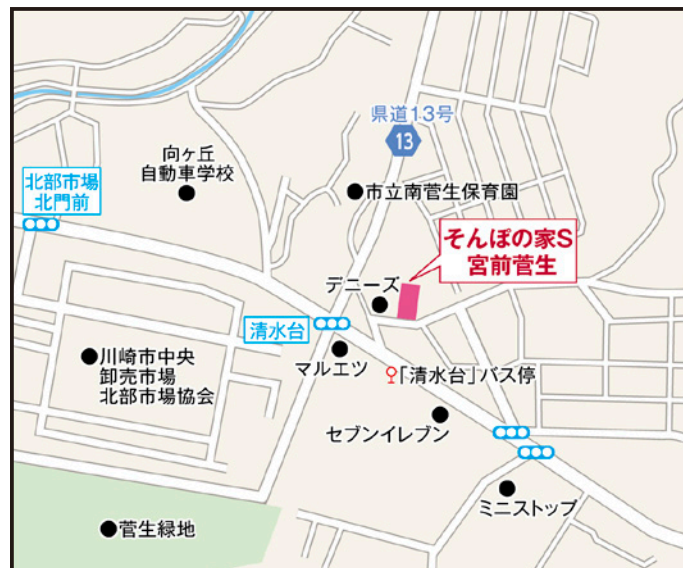 県道13号
13
向ヶ丘
自動車学校
北部市場
北門前
市立南菅生保育園
そんぽの家S
宮前菅生
デニーズ
清水台
マルエツ
川崎市中央
卸売市場
北部市場協会
「清水台」バス停
セブンイレブン
ミニストップ
菅生緑地